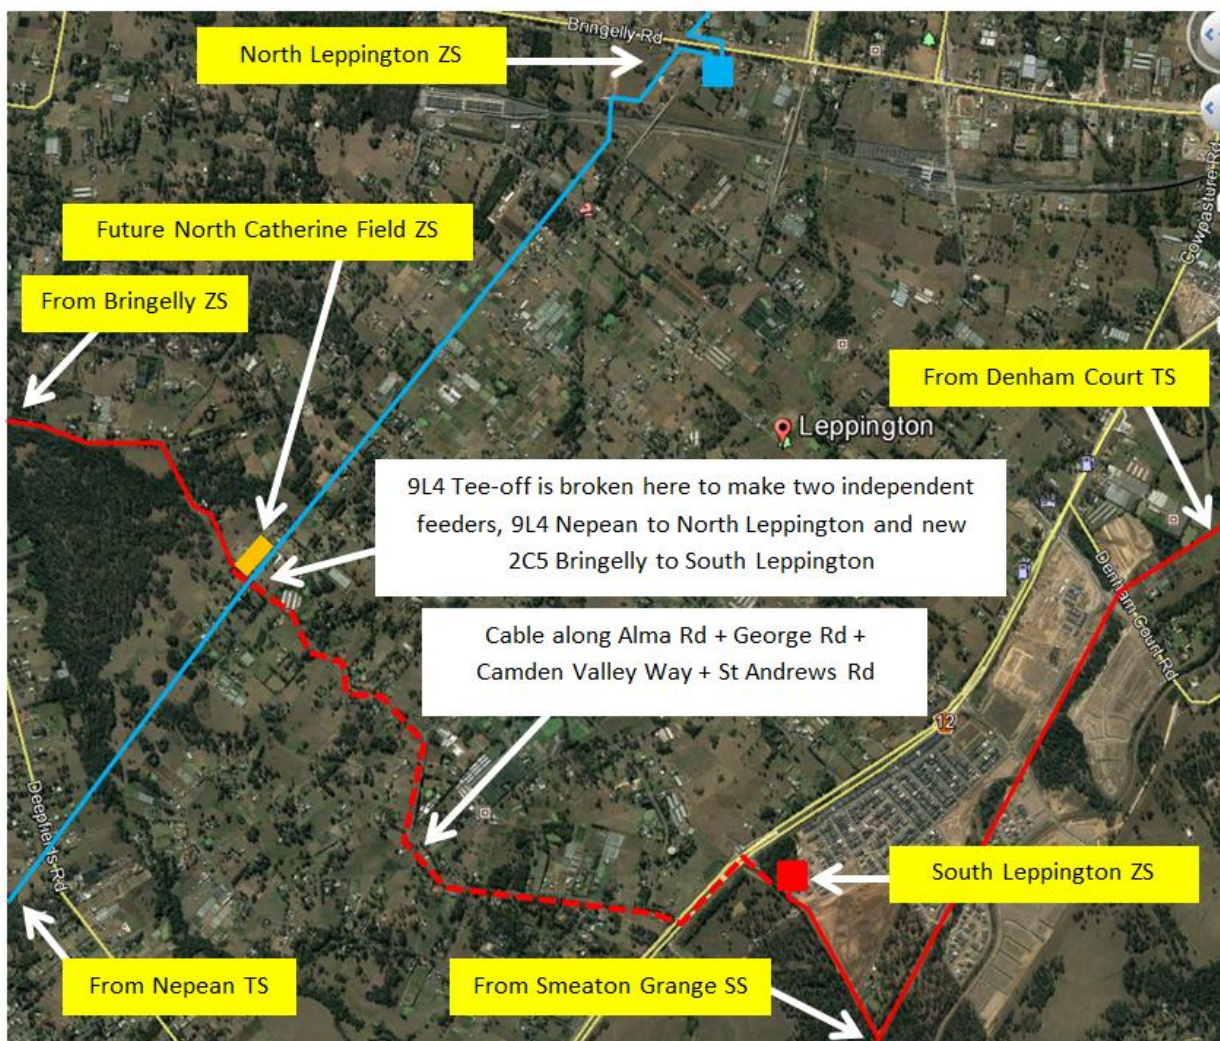 Bringelly Rd
North Leppington ZS
Cowpasture Rd
Future North Catherine Field ZS
From Bringelly ZS
From Denham Court TS
Leppington
9L4 Tee-off is broken here to make two independent
feeders, 9L4 Nepean to North Leppington and new
2C5 Bringelly to South Leppington
Denham Court Rd
Cable along Alma Rd + George Rd +
Camden Valley Way + St Andrews Rd
12
Deepfields Rd
South Leppington ZS
From Nepean TS
From Smeaton Grange SS